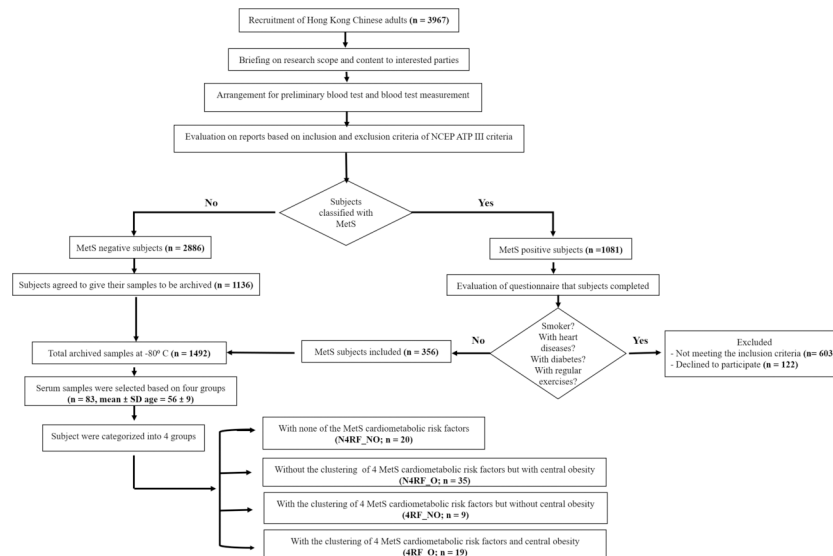 Recruitment of Hong Kong Chinese adults (n = 3967)
Briefing on research scope and content to interested parties
Arrangement for preliminary blood test and blood test measurement
Evaluation on reports based on inclusion and exclusion criteria of NCEP ATP III criteria
Subjects
classified with
MetS
No
Yes
MetS negative subjects (n = 2886)
MetS positive subjects (n =1081)
Subjects agreed to give their samples to be archived (n = 1136)
Evaluation of questionnaire that subjects completed
Smoker?
With heart
diseases?
With diabetes?
With regular
exercises?
No
Yes
Excluded
- Not meeting the inclusion criteria (n= 603
- Declined to participate (n = 122)
MetS subjects included (n = 356)
Total archived samples at -80⁰ C (n = 1492)
Serum samples were selected based on four groups
(n = 83, mean ± SD age = 56 ± 9)
Subject were categorized into 4 groups
With none of the MetS cardiometabolic risk factors
(N4RF_NO; n = 20)
Without the clustering of 4 MetS cardiometabolic risk factors but with central obesity
(N4RF_O; n = 35)
With the clustering of 4 MetS cardiometabolic risk factors but without central obesity
(4RF_NO; n = 9)
With the clustering of 4 MetS cardiometabolic risk factors and central obesity
(4RF_O; n = 19)